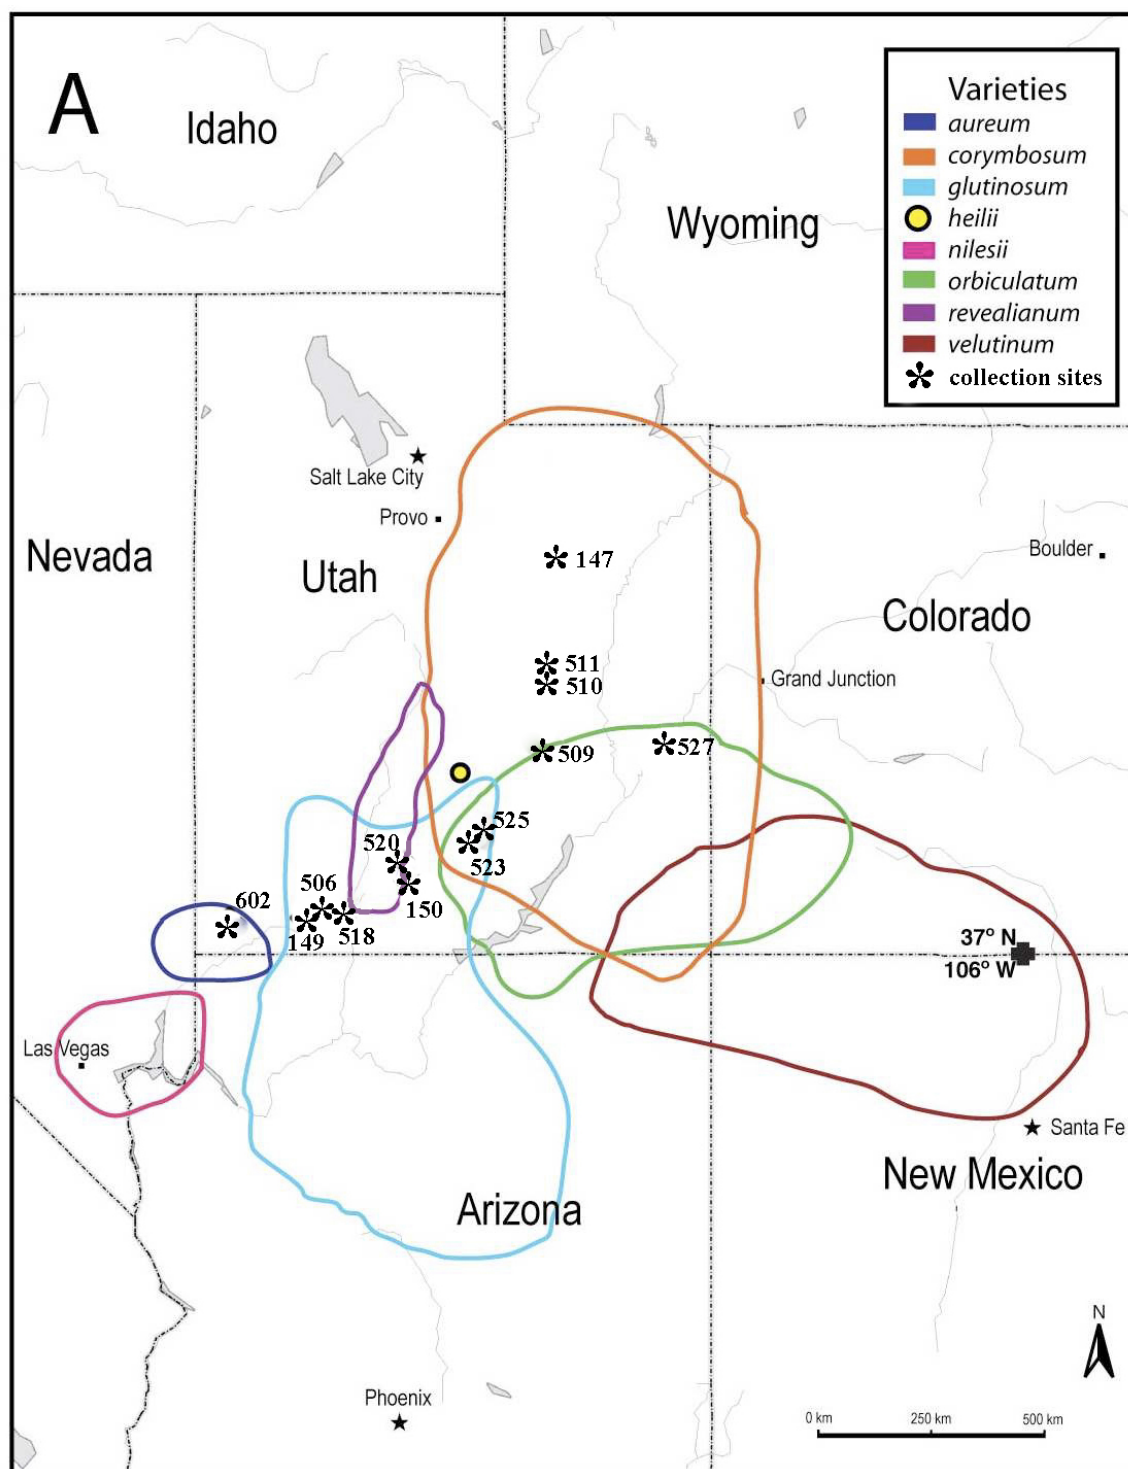 A
Idaho
Wyoming
Varieties
aureum
corymbosum
glutinosum
heilii
nilesii
orbiculatum
revealianum
velutinum
collection sites
Salt Lake City
Provo
Nevada
Utah
147
Boulder
Colorado
511
510
Grand Junction
509
527
525
520
523
506
602
150
149
518
37° N
106° W
Las Vegas
Santa Fe
New Mexico
Arizona
N
Phoenix
0 km
250 km
500 km